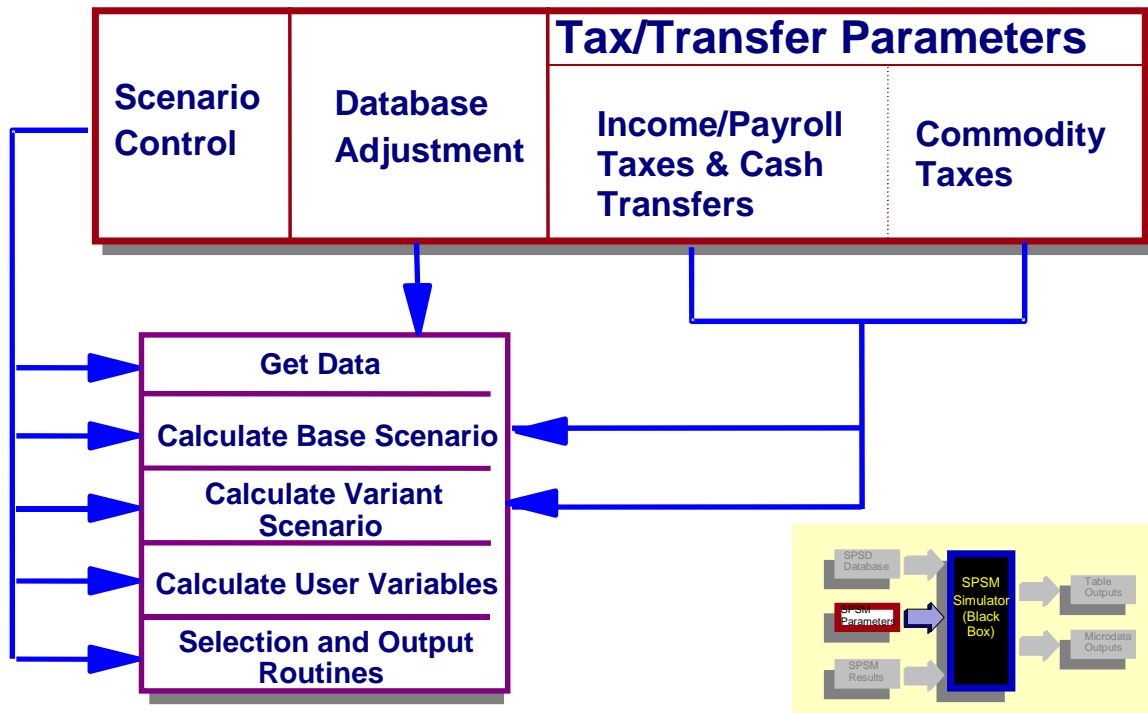 Tax/Transfer Parameters
Scenario
Control
Database
Adjustment
Income/Payroll
Taxes & Cash
Transfers
Commodity
Taxes
Get Data
Calculate Base Scenario
Calculate Variant
Scenario
Calculate User Variables
Selection and Output
Routines
SPSD
Database
SPSM
Parameters
SPSM
Results
SPSM
Simulator
(Black
Box)
Table
Outputs
Microdata
Outputs